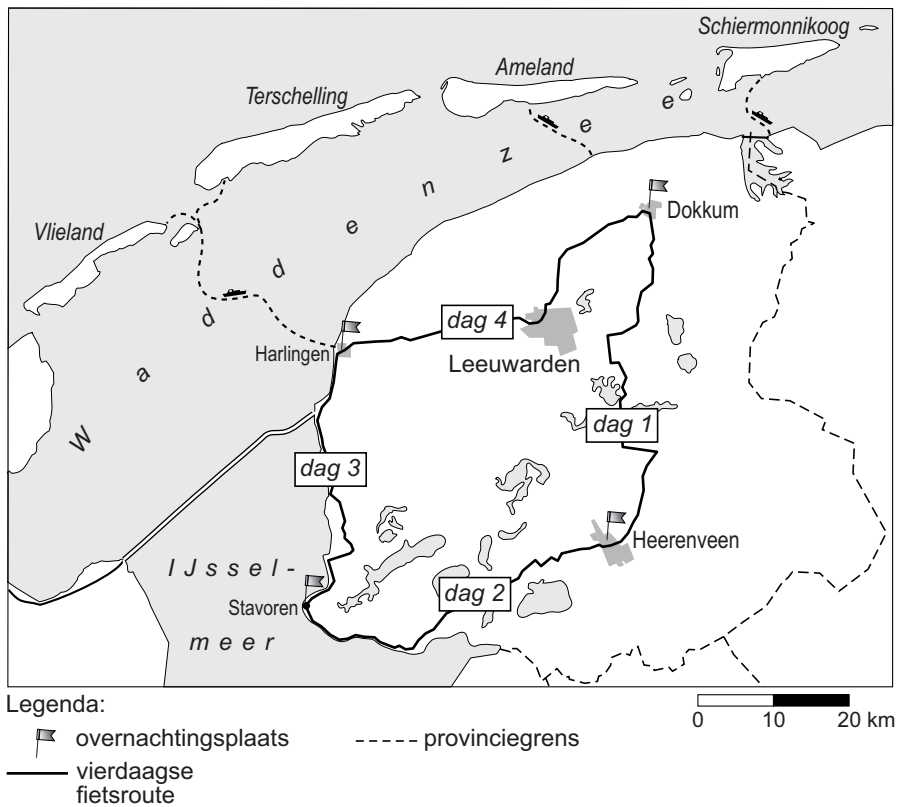 Schiermonnikoog
Ameland
Terschelling
Vlieland
Waddenzee
Dokkum
dag 4
Harlingen
Leeuwarden
dag 1
dag 3
Heerenveen
IJssel-
meer
dag 2
Stavoren
Legenda:
overnachtingsplaats
provinciegrens
vierdaagse
fietsroute
0 10 20 km